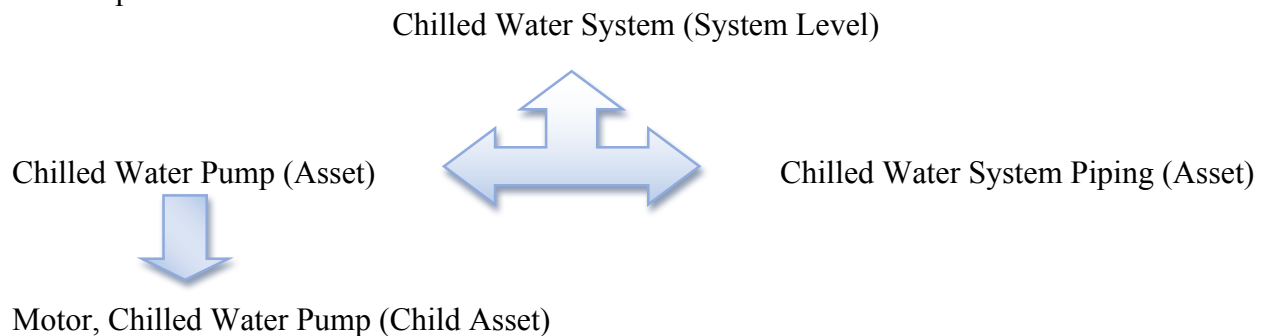 Chilled Water System (System Level)
Chilled Water Pump (Asset)
Chilled Water System Piping (Asset)
Motor, Chilled Water Pump (Child Asset)